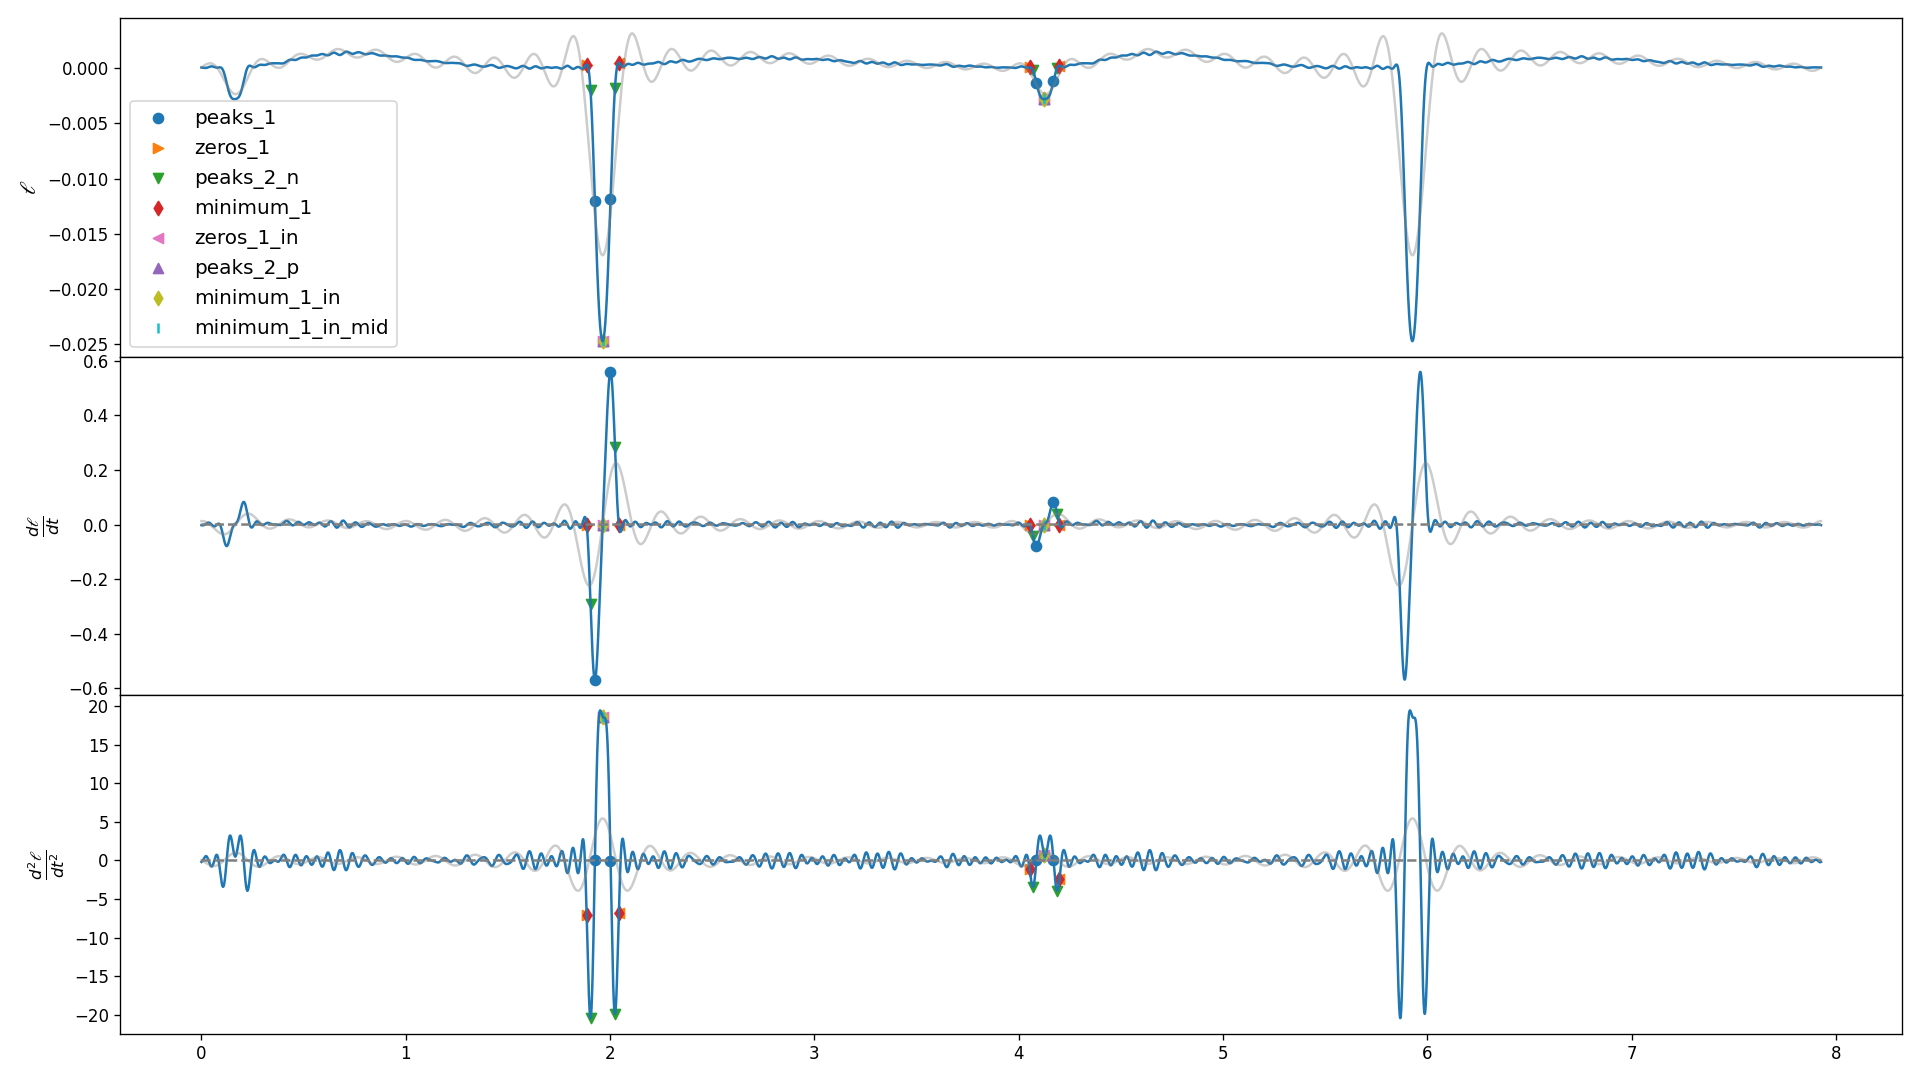 0.000
−0.005
−0.010
−0.015
−0.020
−0.025
ℓ
peaks_1
zeros_1
peaks_2_n
minimum_1
zeros_1_in
peaks_2_p
minimum_1_in
minimum_1_in_mid
0.6
0.4
0.2
0.0
−0.2
−0.4
−0.6
dℓ
dt
20
15
10
5
0
−5
−10
−15
−20
d²ℓ
dt²
0 1 2 3 4 5 6 7 8